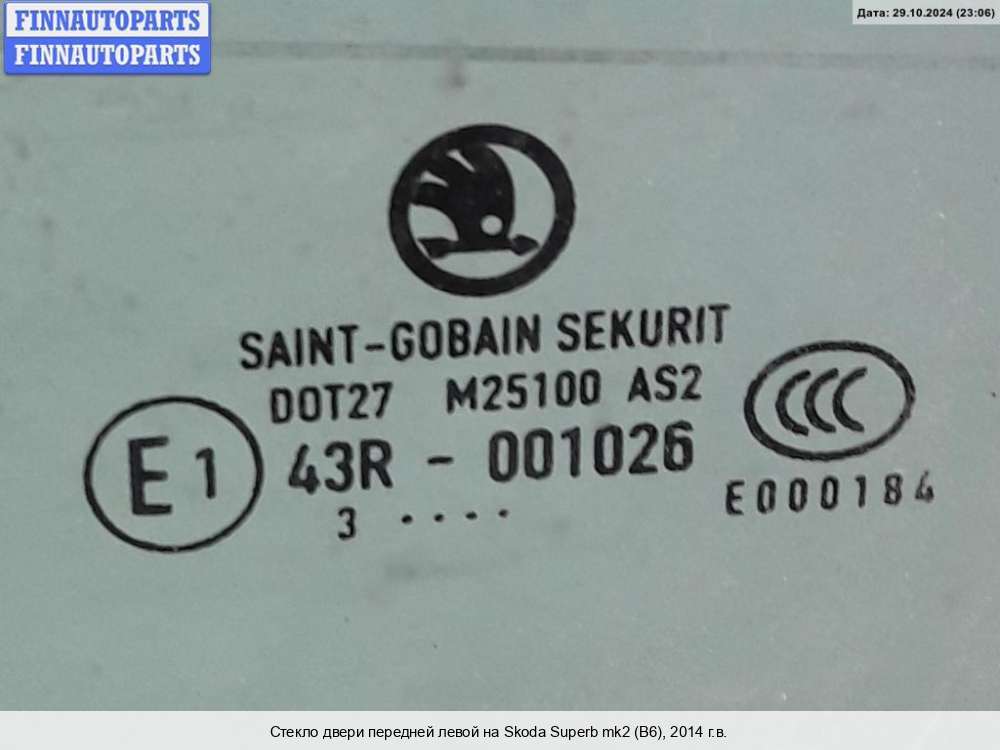 FINNAUTOPARTS
FINNAUTOPARTS
Дата: 29.10.2024 (23:06)
SAINT-GOBAIN SEKURIT
DOT27 M25100 AS2
CCC
E1
43R - 001026
E000184
3 ····
Стекло двери передней левой на Skoda Superb mk2 (B6), 2014 г.в.